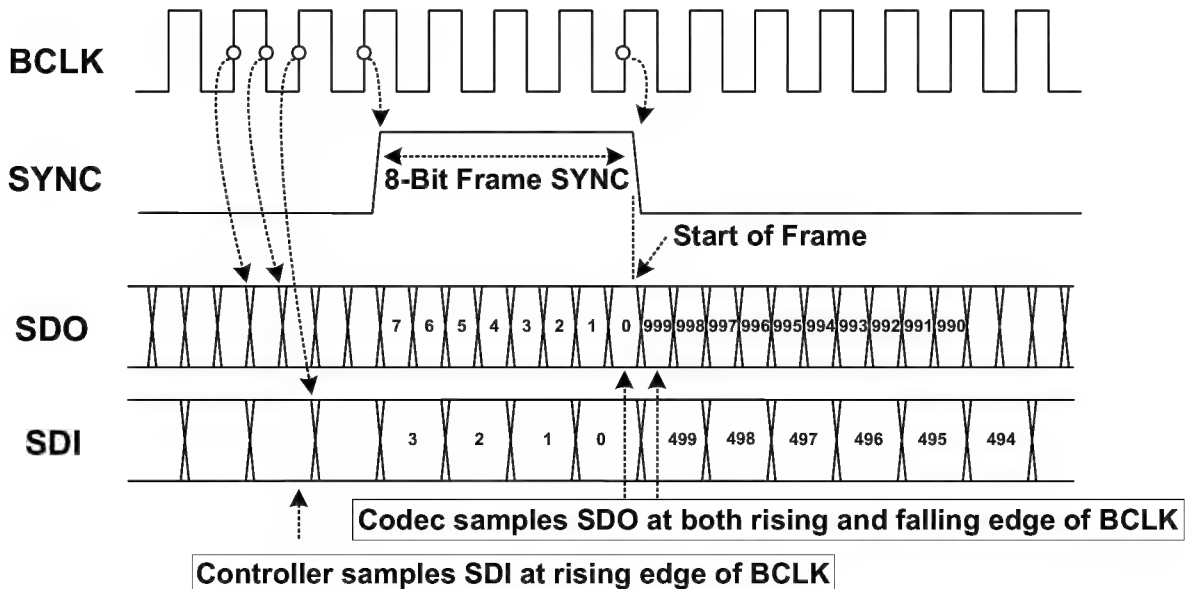 BCLK
SYNC
8-Bit Frame SYNC
Start of Frame
SDO
7 6 5 4 3 2 1 0 999 998 997 996 995 994 993 992 991 990
SDI
3 2 1 0 499 498 497 496 495 494
Codec samples SDO at both rising and falling edge of BCLK
Controller samples SDI at rising edge of BCLK